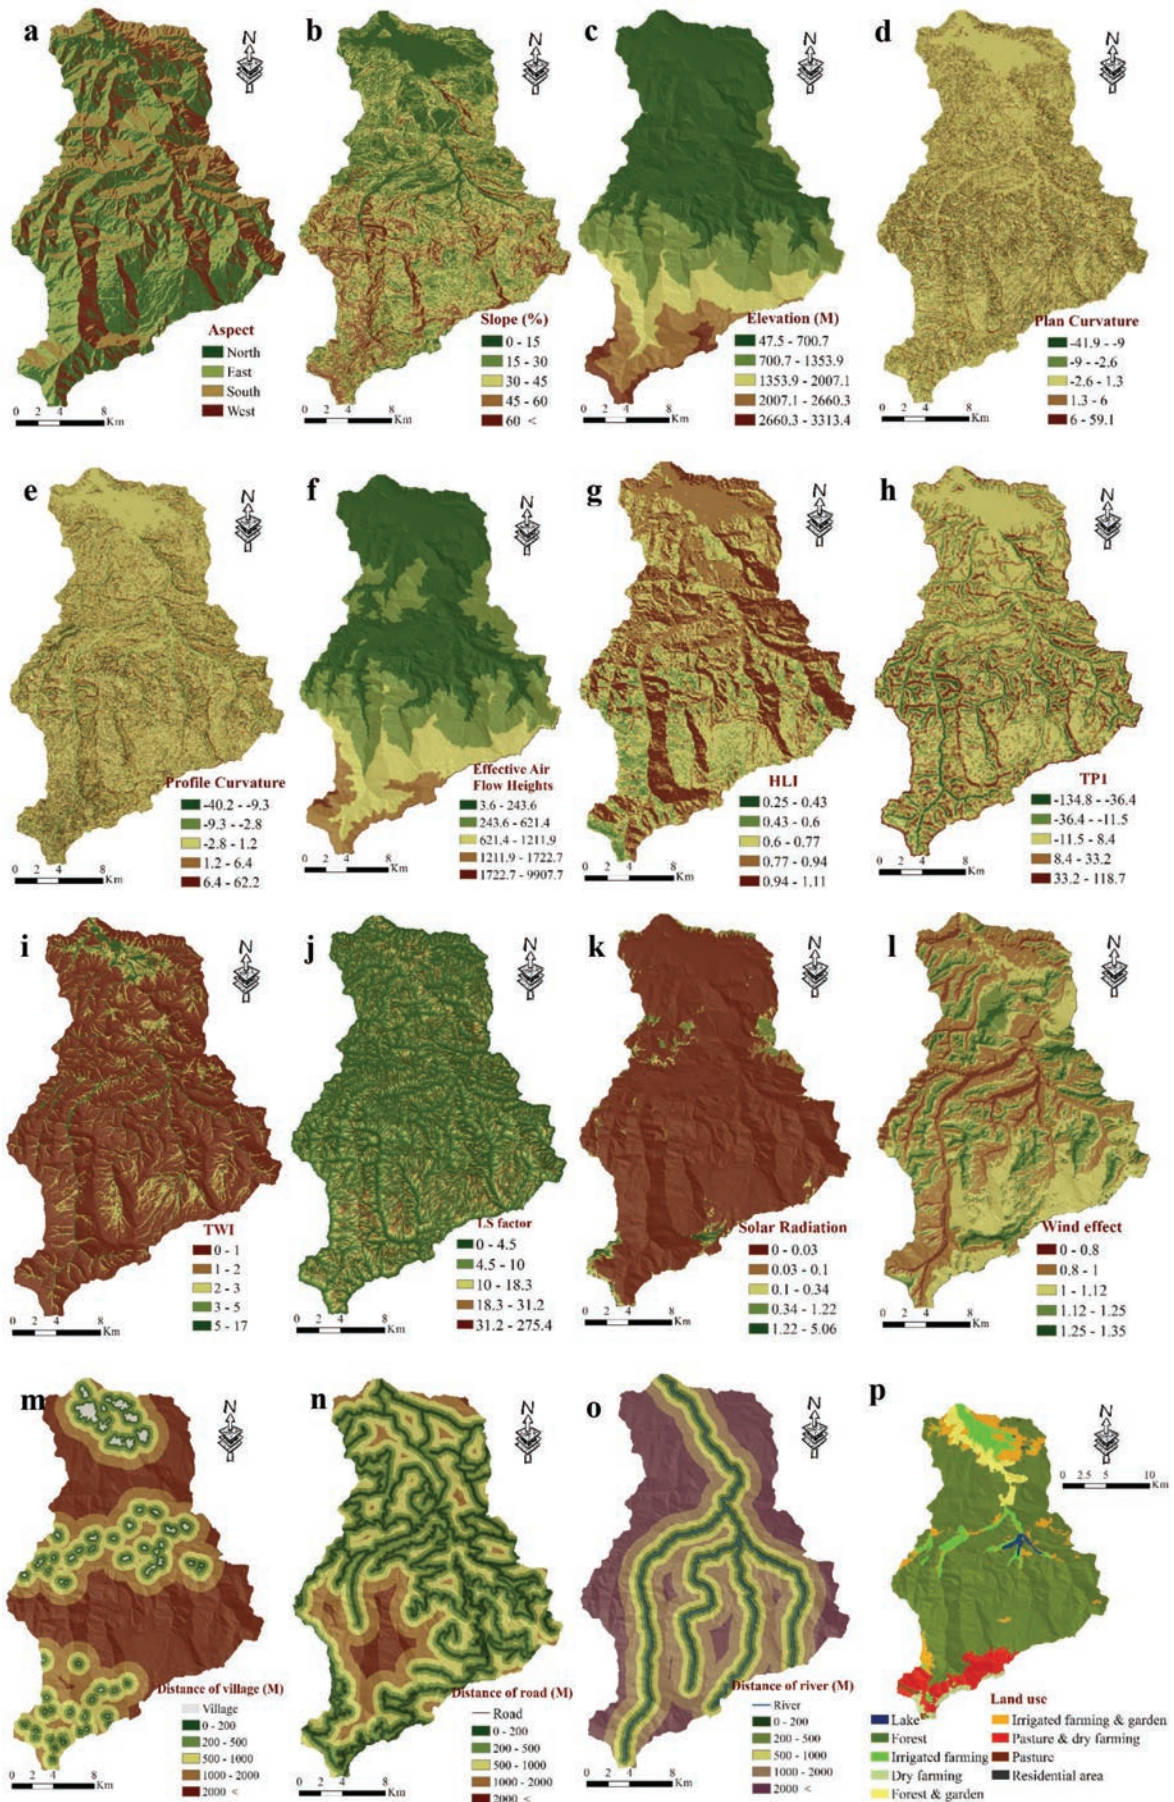 a
N
Aspect
North
East
South
West
0 2 4 8
Km
b
N
Slope (%)
0 - 15
15 - 30
30 - 45
45 - 60
60 <
0 2 4 8
Km
c
N
Elevation (M)
47.5 - 700.7
700.7 - 1353.9
1353.9 - 2007.1
2007.1 - 2660.3
2660.3 - 3313.4
0 2 4 8
Km
d
N
Plan Curvature
-41.9 - -9
-9 - -2.6
-2.6 - 1.3
1.3 - 6
6 - 59.1
0 2 4 8
Km
e
N
Profile Curvature
-40.2 - -9.3
-9.3 - -2.8
-2.8 - 1.2
1.2 - 6.4
6.4 - 62.2
0 2 4 8
Km
f
N
Effective Air
Flow Heights
3.6 - 243.6
243.6 - 621.4
621.4 - 1211.9
1211.9 - 1722.7
1722.7 - 9907.7
0 2 4 8
Km
g
N
HLI
0.25 - 0.43
0.43 - 0.6
0.6 - 0.77
0.77 - 0.94
0.94 - 1.11
0 2 4 8
Km
h
N
TP1
-134.8 - -36.4
-36.4 - -11.5
-11.5 - 8.4
8.4 - 33.2
33.2 - 118.7
0 2 4 8
Km
i
N
TWI
0 - 1
1 - 2
2 - 3
3 - 5
5 - 17
0 2 4 8
Km
j
N
LS factor
0 - 4.5
4.5 - 10
10 - 18.3
18.3 - 31.2
31.2 - 275.4
0 2 4 8
Km
k
N
Solar Radiation
0 - 0.03
0.03 - 0.1
0.1 - 0.34
0.34 - 1.22
1.22 - 5.06
0 2 4 8
Km
l
N
Wind effect
0 - 0.8
0.8 - 1
1 - 1.12
1.12 - 1.25
1.25 - 1.35
0 2 4 8
Km
m
N
Distance of village (M)
Village
0 - 200
200 - 500
500 - 1000
1000 - 2000
2000 <
0 2 4 8
Km
n
N
Distance of road (M)
Road
0 - 200
200 - 500
500 - 1000
1000 - 2000
2000 <
0 2 4 8
Km
o
N
Distance of river (M)
River
0 - 200
200 - 500
500 - 1000
1000 - 2000
2000 <
0 2 4 8
Km
p
N
0 2.5 5 10
Km
Land use
Lake
Forest
Irrigated farming
Dry farming
Forest & garden
Irrigated farming & garden
Pasture & dry farming
Pasture
Residential area